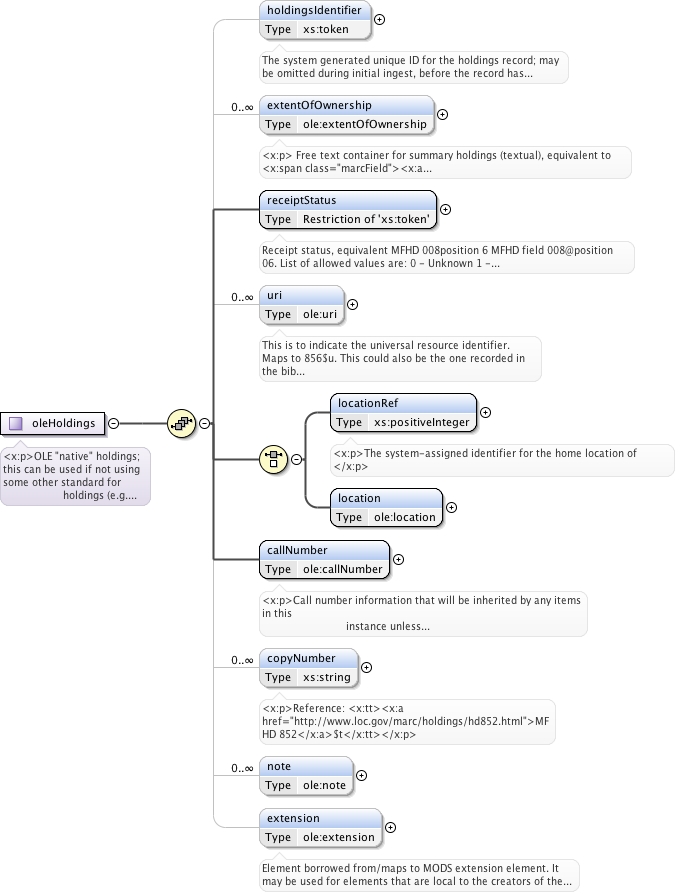 holdingsIdentifier
Type xs:token
The system generated unique ID for the holdings record; may
be omitted during initial ingest, before the record has...
0..∞
extentOfOwnership
Type ole:extentOfOwnership
<x:p> Free text container for summary holdings (textual), equivalent to
<x:span class="marcField"><x:a...
receiptStatus
Type Restriction of 'xs:token'
Receipt status, equivalent MFHD 008position 6 MFHD field 008@position
06. List of allowed values are: 0 - Unknown 1 -...
0..∞
uri
Type ole:uri
This is to indicate the universal resource identifier.
Maps to 856$u. This could also be the one recorded in
the bib...
oleHoldings
<x:p>OLE "native" holdings;
this can be used if not using
some other standard for
holdings (e.g....
locationRef
Type xs:positiveInteger
<x:p>The system-assigned identifier for the home location of
</x:p>
location
Type ole:location
callNumber
Type ole:callNumber
<x:p>Call number information that will be inherited by any items
in this
instance unless...
0..∞
copyNumber
Type xs:string
<x:p>Reference: <x:tt><x:a
href="http://www.loc.gov/marc/holdings/hd852.html">MF
HD 852</x:a>$t</x:tt></x:p>
0..∞
note
Type ole:note
extension
Type ole:extension
Element borrowed from/maps to MODS extension element. It
may be used for elements that are local to the creators of the...